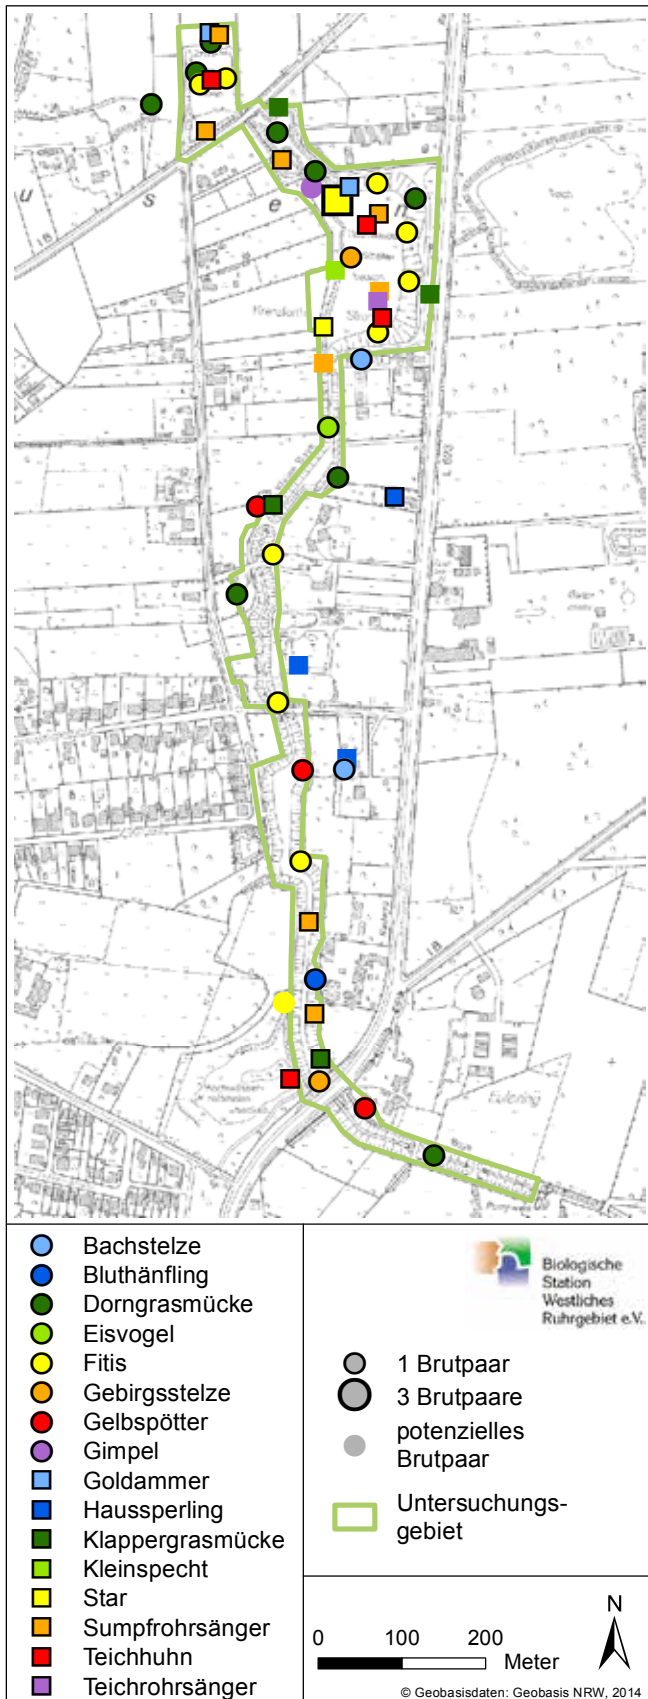 u
s
e
n
Bachstelze
Bluthänfling
Dorngrasmücke
Eisvogel
Fitis
Gebirgsstelze
Gelbspötter
Gimpel
Goldammer
Haussperling
Klappergrasmücke
Kleinspecht
Star
Sumpfrohrsänger
Teichhuhn
Teichrohrsänger
Biologische
Station
Westliches
Ruhrgebiet e.V.
1 Brutpaar
3 Brutpaare
potenzielles
Brutpaar
Untersuchungs-
gebiet
N
0 100 200
Meter
© Geobasisdaten: Geobasis NRW, 2014